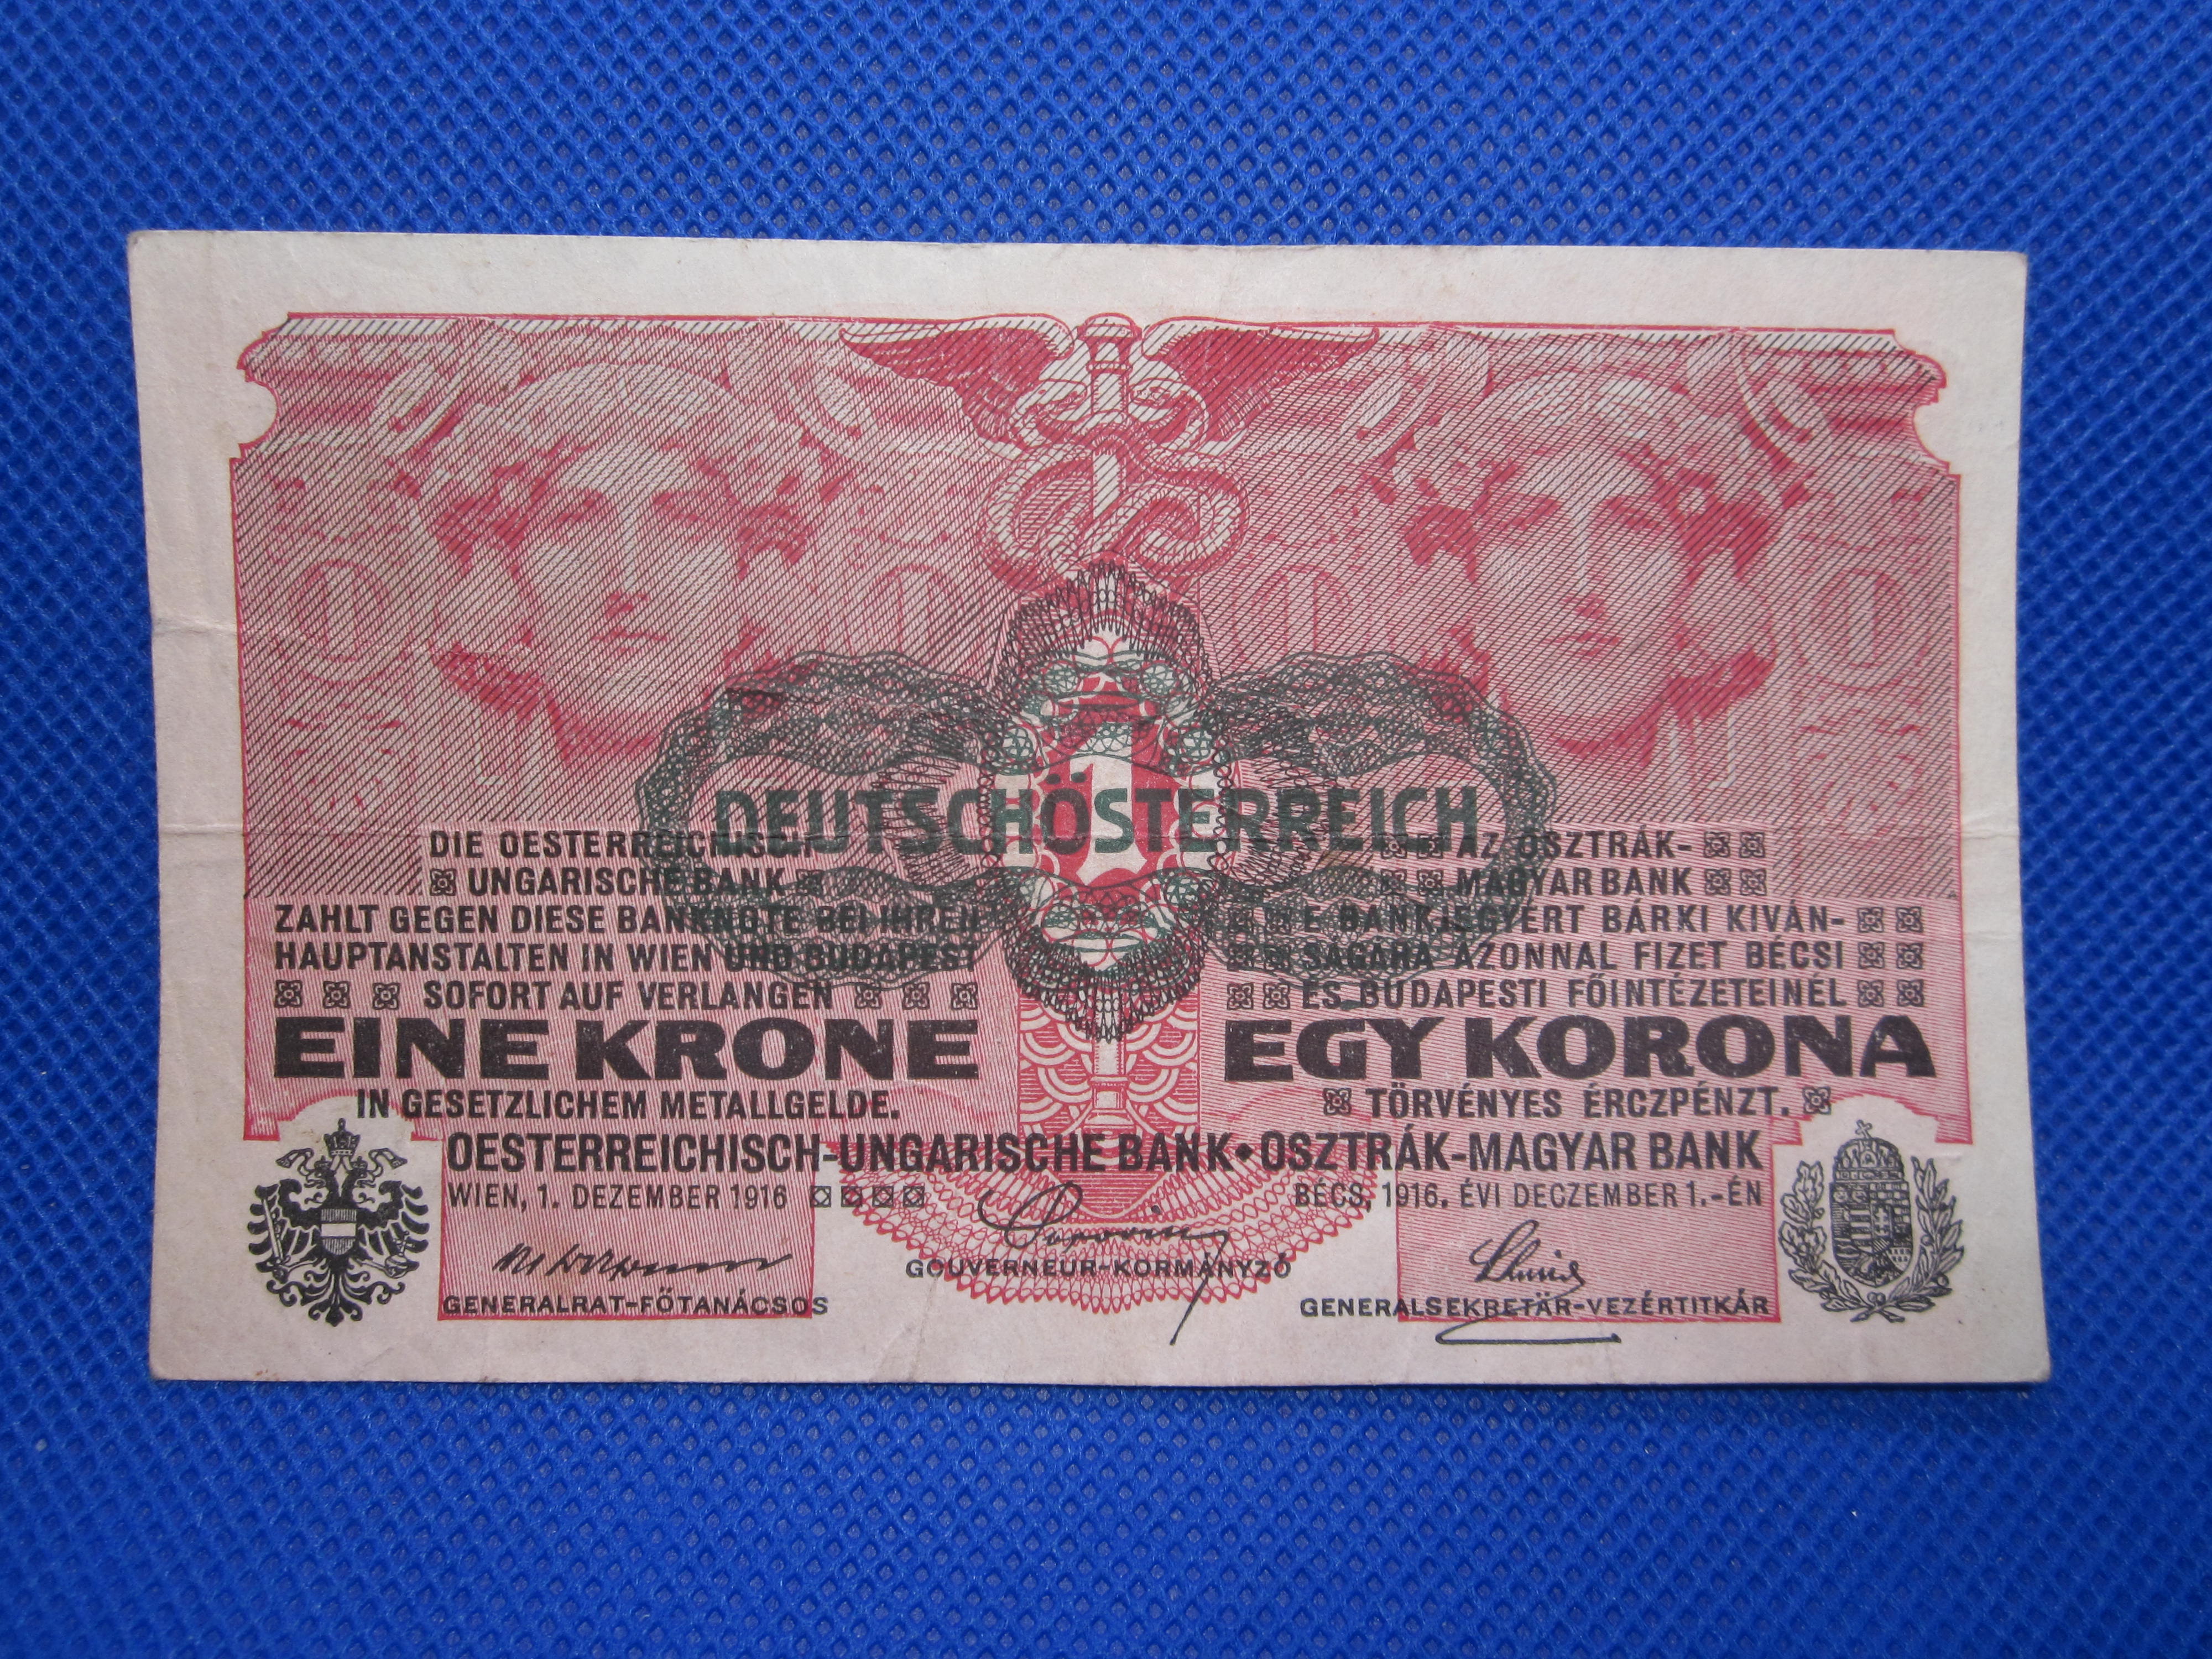 DEUTSCHÖSTERREICH
1
DIE OESTERREICHISCH
UNGARISCHE BANK
ZAHLT GEGEN DIESE BANKNOTE BEI IHREN
HAUPTANSTALTEN IN WIEN UND BUDAPEST
SOFORT AUF VERLANGEN
EINE KRONE
IN GESETZLICHEM METALLGELDE.
AZ OSZTRÁK-
MAGYAR BANK
E BANKJEGYÉRT BÁRKI KIVÁN-
SÁGÁRA AZONNAL FIZET BÉCSI
ÉS BUDAPESTI FŐINTÉZETEINÉL
EGY KORONA
TÖRVÉNYES ÉRCZPÉNZT.
OESTERREICHISCH-UNGARISCHE BANK • OSZTRÁK-MAGYAR BANK
WIEN, 1. DEZEMBER 1916
BÉCS, 1916. ÉVI DECZEMBER 1.-ÉN
GOUVERNEUR-KORMÁNYZÓ
GENERALRAT-FŐTANÁCSOS
GENERALSEKRETÄR-VEZÉRTITKÁR